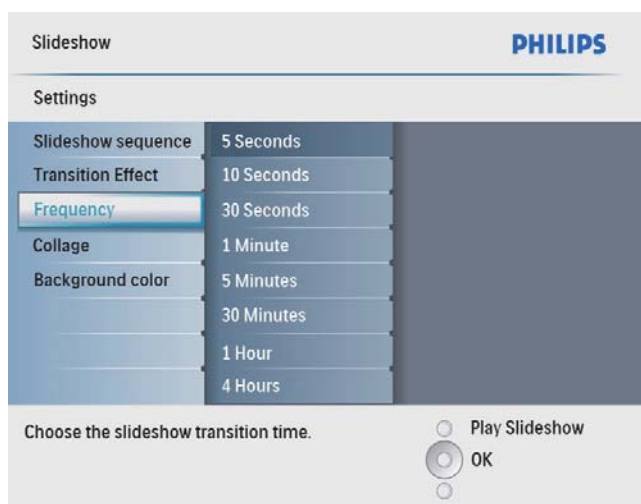 Slideshow
PHILIPS
Settings
Slideshow sequence
Transition Effect
Frequency
Collage
Background color
5 Seconds
10 Seconds
30 Seconds
1 Minute
5 Minutes
30 Minutes
1 Hour
4 Hours
Choose the slideshow transition time.
Play Slideshow
OK